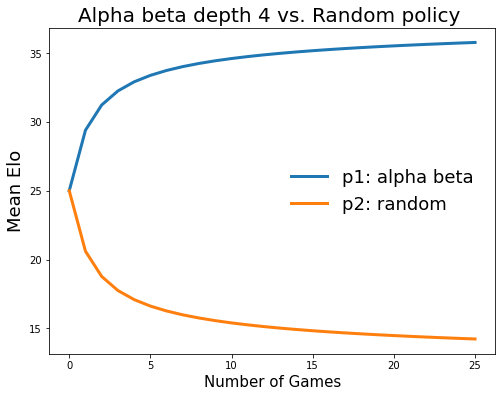 Alpha beta depth 4 vs. Random policy
Mean Elo
35
30
25
20
15
p1: alpha beta
p2: random
0
5
10
15
20
25
Number of Games